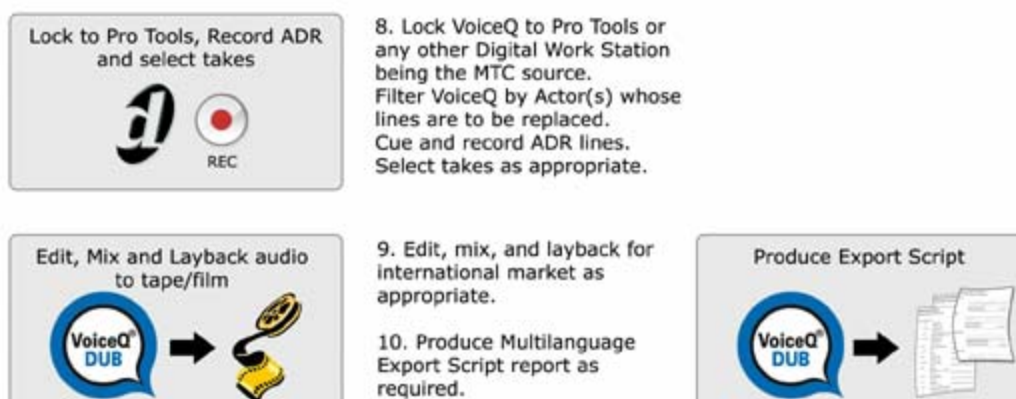 Lock to Pro Tools, Record ADR
and select takes
REC
8. Lock VoiceQ to Pro Tools or
any other Digital Work Station
being the MTC source.
Filter VoiceQ by Actor(s) whose
lines are to be replaced.
Cue and record ADR lines.
Select takes as appropriate.
Edit, Mix and Layback audio
to tape/film
VoiceQ®
DUB
9. Edit, mix, and layback for
international market as
appropriate.
10. Produce Multilanguage
Export Script report as
required.
Produce Export Script
VoiceQ®
DUB